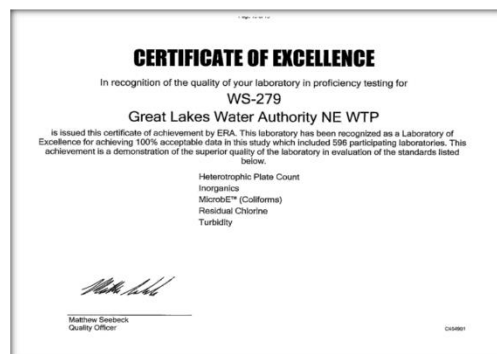 CERTIFICATE OF EXCELLENCE
In recognition of the quality of your laboratory in proficiency testing for
WS-279
Great Lakes Water Authority NE WTP
is issued this certificate of achievement by ERA. This laboratory has been recognized as a Laboratory of
Excellence for achieving 100% acceptable data in this study which included 596 participating laboratories. This
achievement is a demonstration of the superior quality of the laboratory in evaluation of the standards listed
below.
Heterotrophic Plate Count
Inorganics
MicrobE™ (Coliforms)
Residual Chlorine
Turbidity
Matthew Seebeck
Quality Officer